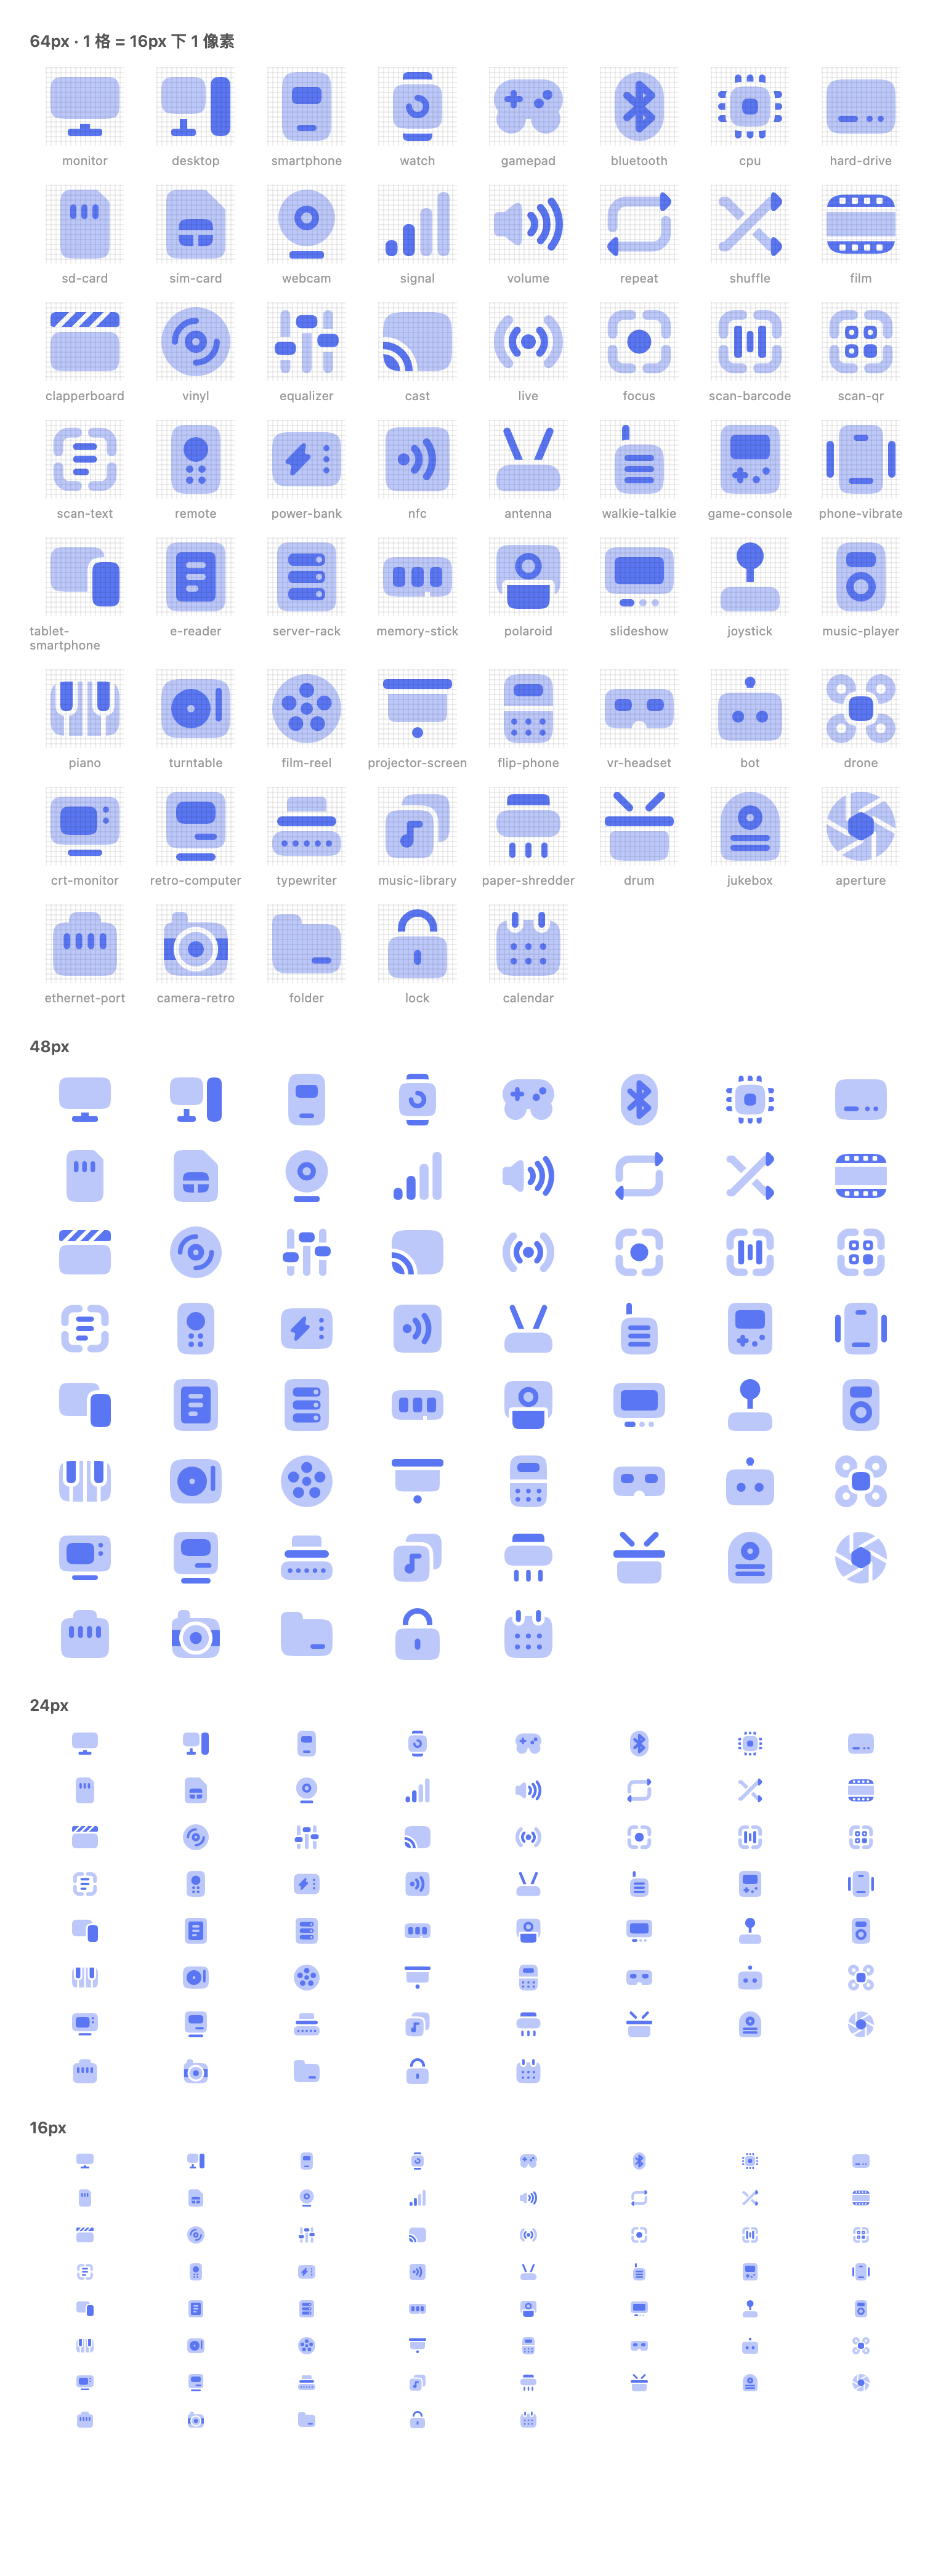 64px · 1 格 = 16px 下 1 像素
monitor desktop smartphone watch gamepad bluetooth cpu hard-drive
sd-card sim-card webcam signal volume repeat shuffle film
clapperboard vinyl equalizer cast live focus scan-barcode scan-qr
scan-text remote power-bank nfc antenna walkie-talkie game-console phone-vibrate
tablet-
smartphone e-reader server-rack memory-stick polaroid slideshow joystick music-player
piano turntable film-reel projector-screen flip-phone vr-headset bot drone
crt-monitor retro-computer typewriter music-library paper-shredder drum jukebox aperture
ethernet-port camera-retro folder lock calendar
48px
24px
16px